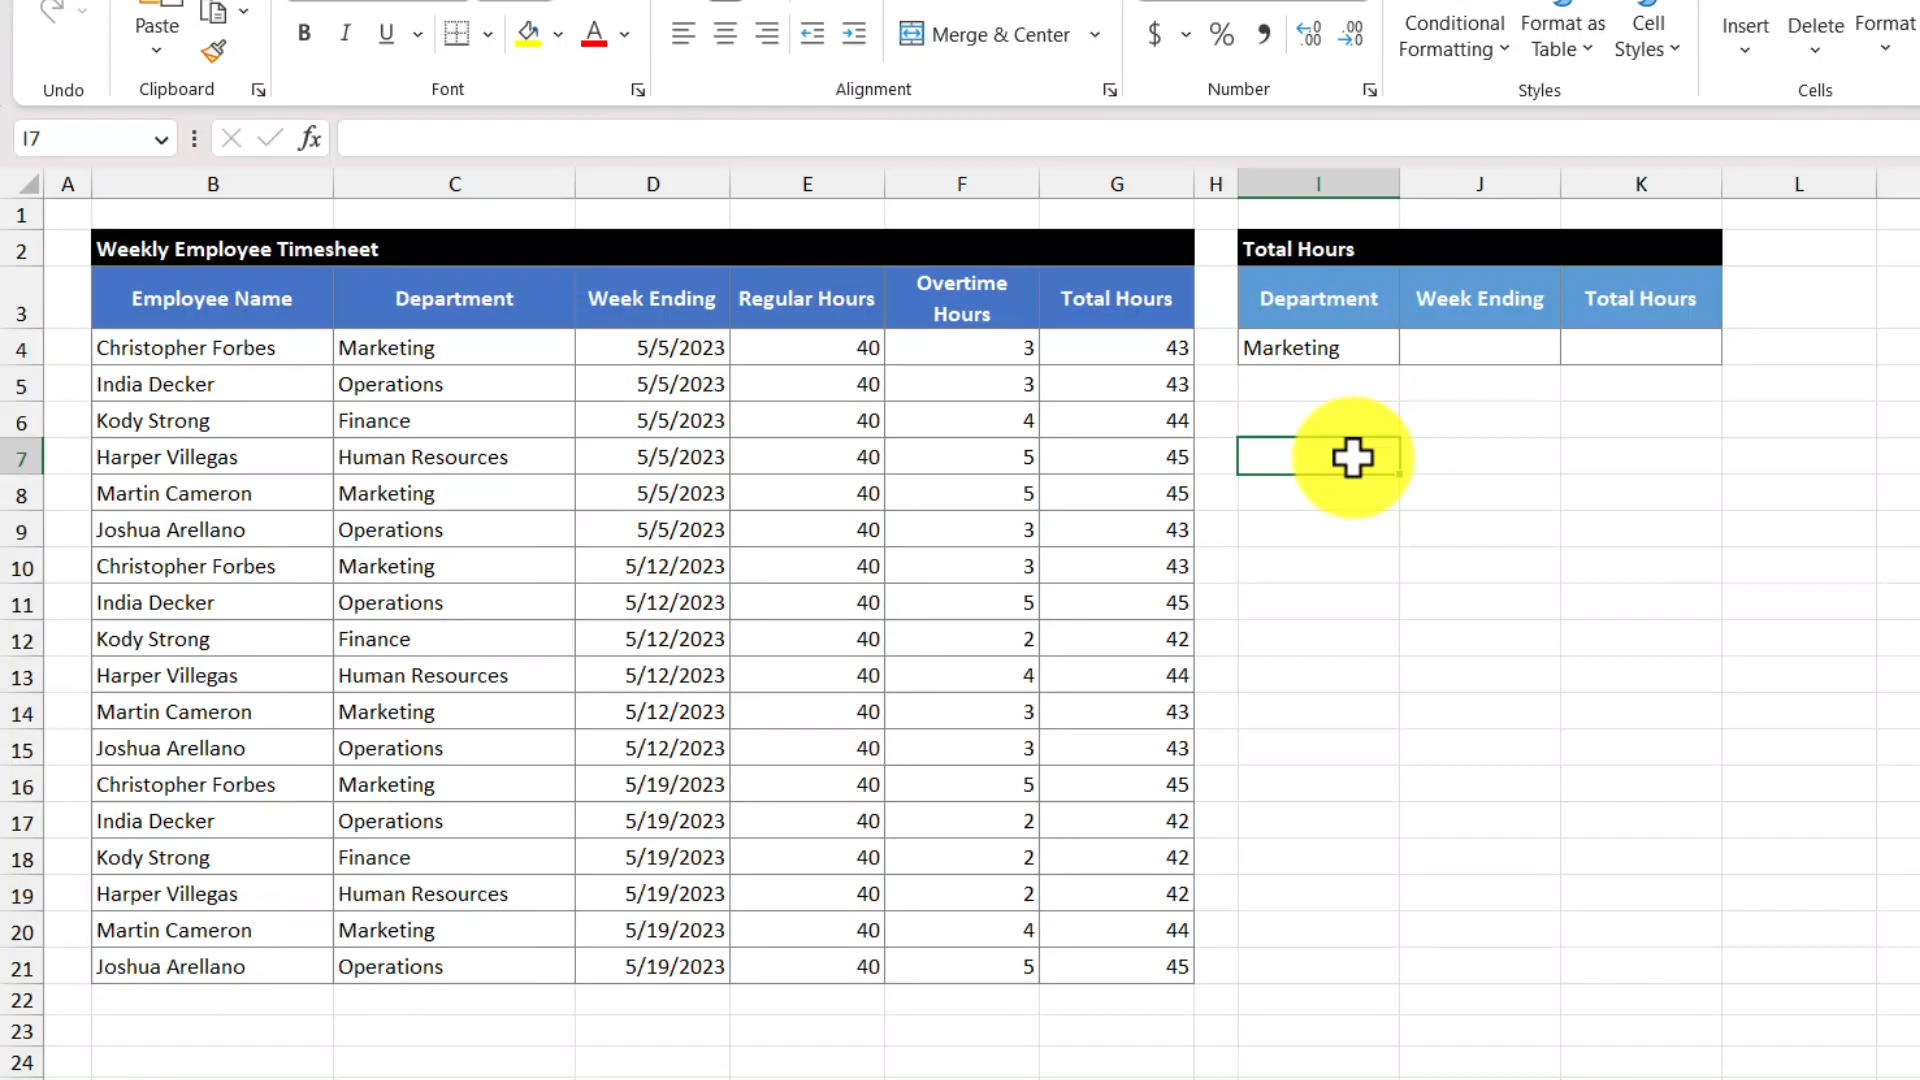 Paste
B I U A
Merge & Center
$ % 9 .00 .00
Conditional Formatting
Format as Table
Cell Styles
Insert Delete Format
Undo Clipboard Font Alignment Number Styles Cells
I7 fx
A B C D E F G H I J K L
1
2 Weekly Employee Timesheet Total Hours
3 Employee Name Department Week Ending Regular Hours Overtime Hours Total Hours Department Week Ending Total Hours
4 Christopher Forbes Marketing 5/5/2023 40 3 43 Marketing
5 India Decker Operations 5/5/2023 40 3 43
6 Kody Strong Finance 5/5/2023 40 4 44
7 Harper Villegas Human Resources 5/5/2023 40 5 45
8 Martin Cameron Marketing 5/5/2023 40 5 45
9 Joshua Arellano Operations 5/5/2023 40 3 43
10 Christopher Forbes Marketing 5/12/2023 40 3 43
11 India Decker Operations 5/12/2023 40 5 45
12 Kody Strong Finance 5/12/2023 40 2 42
13 Harper Villegas Human Resources 5/12/2023 40 4 44
14 Martin Cameron Marketing 5/12/2023 40 3 43
15 Joshua Arellano Operations 5/12/2023 40 3 43
16 Christopher Forbes Marketing 5/19/2023 40 5 45
17 India Decker Operations 5/19/2023 40 2 42
18 Kody Strong Finance 5/19/2023 40 2 42
19 Harper Villegas Human Resources 5/19/2023 40 2 42
20 Martin Cameron Marketing 5/19/2023 40 4 44
21 Joshua Arellano Operations 5/19/2023 40 5 45
22
23
24